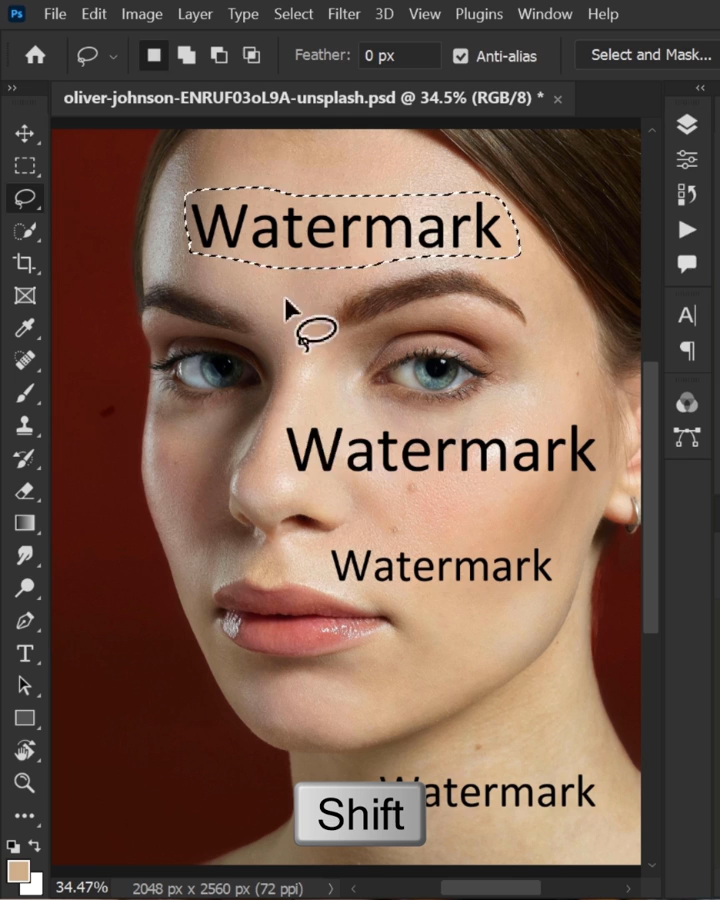 Ps File Edit Image Layer Type Select Filter 3D View Plugins Window Help
Feather: 0 px Anti-alias Select and Mask...
oliver-johnson-ENRUF03oL9A-unsplash.psd @ 34.5% (RGB/8) * ×
Watermark
Watermark
Watermark
Watermark
Shift
34.47% 2048 px x 2560 px (72 ppi)